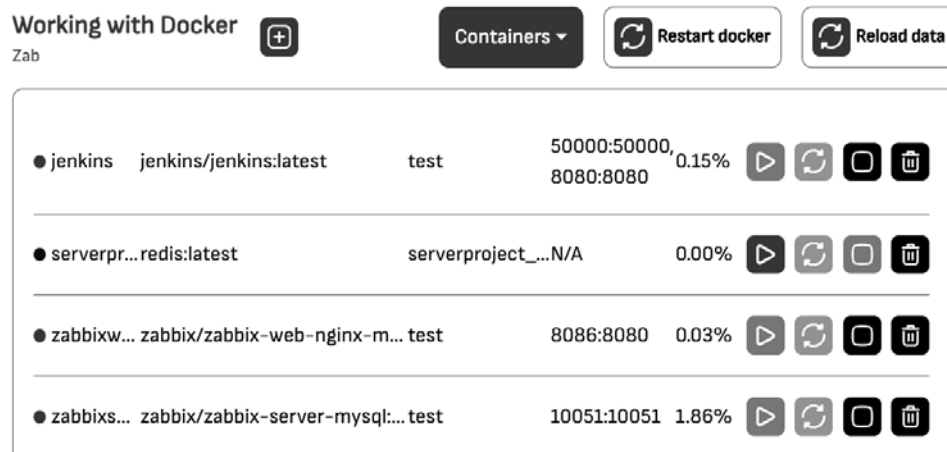 Working with Docker
Zab
Containers
Restart docker
Reload data
jenkins jenkins/jenkins:latest test 50000:50000, 8080:8080 0.15%
serverpr... redis:latest serverproject_... N/A 0.00%
zabbixw... zabbix/zabbix-web-nginx-m... test 8086:8080 0.03%
zabbixs... zabbix/zabbix-server-mysql:... test 10051:10051 1.86%